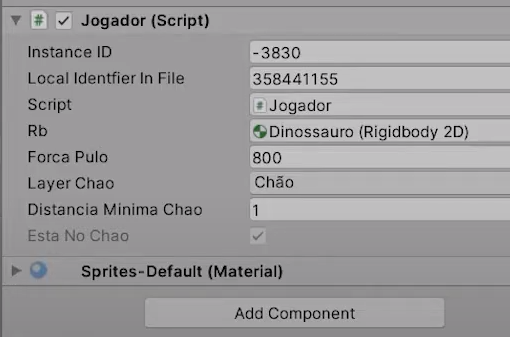 Jogador (Script)
Instance ID -3830
Local Identfier In File 358441155
Script Jogador
Rb Dinossauro (Rigidbody 2D)
Forca Pulo 800
Layer Chao Chão
Distancia Minima Chao 1
Esta No Chao
Sprites-Default (Material)
Add Component